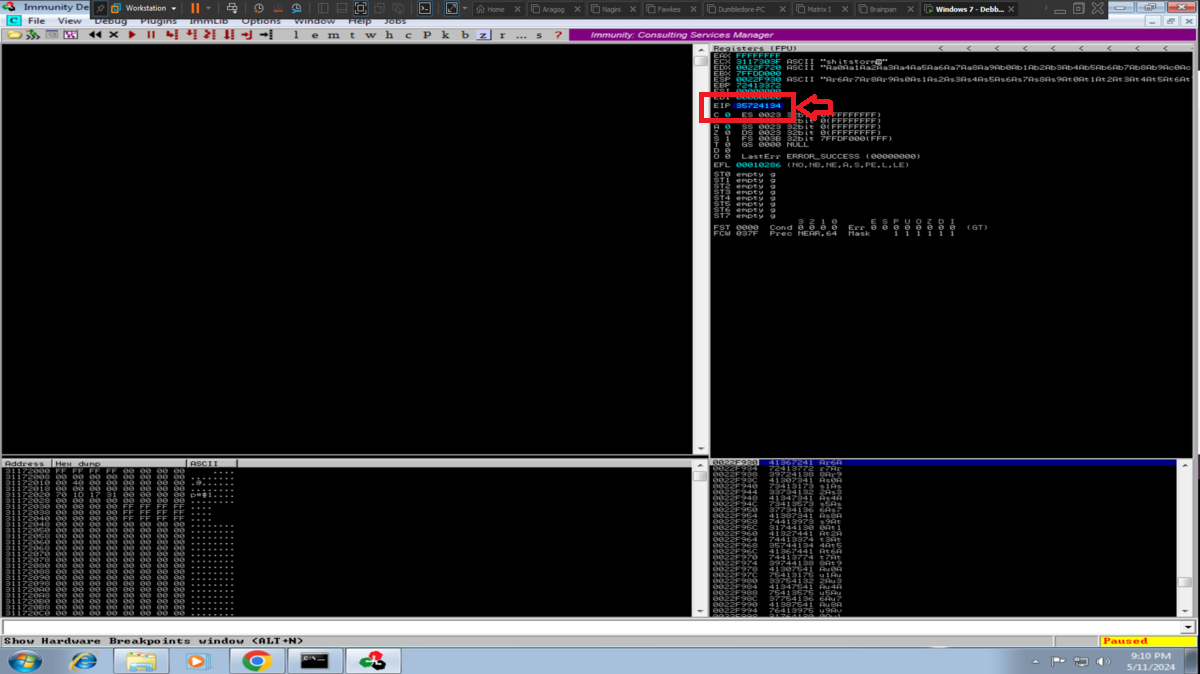 Immunity De Workstation Home Aragog Nagini Fawkes Dumbledore-PC Matrix I Brainpan Windows 7 - Debb...
C File View Debug Plugins ImmLib Options Window Help Jobs
l e m t w h c P k b z r ... s ? Immunity: Consulting Services Manager
Registers (FPU) < < < < < < < <
EAX FFFFFFFF
ECX 3117303F ASCII "shitstorm
EDX 0022F720 ASCII "Aa0Aa1Aa2Aa3Aa4Aa5Aa6Aa7Aa8Aa9Ab0Ab1Ab2Ab3Ab4Ab5Ab6Ab7Ab8Ab9Ac0Ac
EBX 7FFDD000
ESP 0022F930 ASCII "Ar6Ar7Ar8Ar9As0As1As2As3As4As5As6As7As8As9At0At1At2At3At4At5At6At7
EBP 72413372
ESI 00000000
EDI 00000000
EIP 35724134
C 0 ES 0023 32bit 0(FFFFFFFF)
32bit 0(FFFFFFFF)
A 0 SS 0023 32bit 0(FFFFFFFF)
Z 0 DS 0023 32bit 0(FFFFFFFF)
S 1 FS 003B 32bit 7FFDF000(FFF)
T 0 GS 0000 NULL
D 0
O 0 LastErr ERROR_SUCCESS (00000000)
EFL 00010286 (NO,NB,NE,A,S,PE,L,LE)
ST0 empty g
ST1 empty g
ST2 empty g
ST3 empty g
ST4 empty g
ST5 empty g
ST6 empty g
ST7 empty g
3 2 1 0 E S P U O Z D I
FST 0000 Cond 0 0 0 0 Err 0 0 0 0 0 0 0 0 (GT)
FCW 037F Prec NEAR,64 Mask 1 1 1 1 1 1
Address Hex dump ASCII
31172000 FF FF FF FF 00 00 00 00 ....
31172008 00 00 00 00 00 00 00 00 ........
31172010 00 40 00 00 00 00 00 00 .@......
31172018 00 00 00 00 00 00 00 00 ........
31172020 70 1D 17 31 00 00 00 00
31172028 00 00 00 00 00 00 00 00 ........
31172030 00 00 00 00 FF FF FF FF ....
31172038 00 00 00 00 FF FF FF FF ....
31172040 00 00 00 00 FF FF FF FF ....
31172048 00 00 00 00 00 00 00 00 ........
31172050 00 00 00 00 00 00 00 00 ........
31172058 00 00 00 00 00 00 00 00 ........
31172060 00 00 00 00 00 00 00 00 ........
31172068 00 00 00 00 00 00 00 00 ........
31172070 00 00 00 00 00 00 00 00 ........
31172078 00 00 00 00 00 00 00 00 ........
31172080 00 00 00 00 00 00 00 00 ........
31172088 00 00 00 00 00 00 00 00 ........
31172090 00 00 00 00 00 00 00 00 ........
31172098 00 00 00 00 00 00 00 00 ........
311720A0 00 00 00 00 00 00 00 00 ........
311720A8 00 00 00 00 00 00 00 00 ........
311720B0 00 00 00 00 00 00 00 00 ........
311720B8 00 00 00 00 00 00 00 00 ........
311720C0 00 00 00 00 00 00 00 00 ........
0022F930 41367241 Ar6A
0022F934 72413772 r7Ar
0022F938 39724138 8Ar9
0022F93C 41307341 As0A
0022F940 73413173 s1As
0022F944 33734132 2As3
0022F948 41347341 As4A
0022F94C 73413573 s5As
0022F950 37734136 6As7
0022F954 41387341 As8A
0022F958 74413973 s9At
0022F95C 31744130 0At1
0022F960 41327441 At2A
0022F964 74413374 t3At
0022F968 35744134 4At5
0022F96C 41367441 At6A
0022F970 74413774 t7At
0022F974 39744138 8At9
0022F978 41307541 Au0A
0022F97C 75413175 u1Au
0022F980 33754132 2Au3
0022F984 41347541 Au4A
0022F988 75413575 u5Au
0022F98C 37754136 6Au7
0022F990 41387541 Au8A
0022F994 76413975 u9Av
Show Hardware Breakpoints window <ALT+N> Paused
9:10 PM
5/11/2024